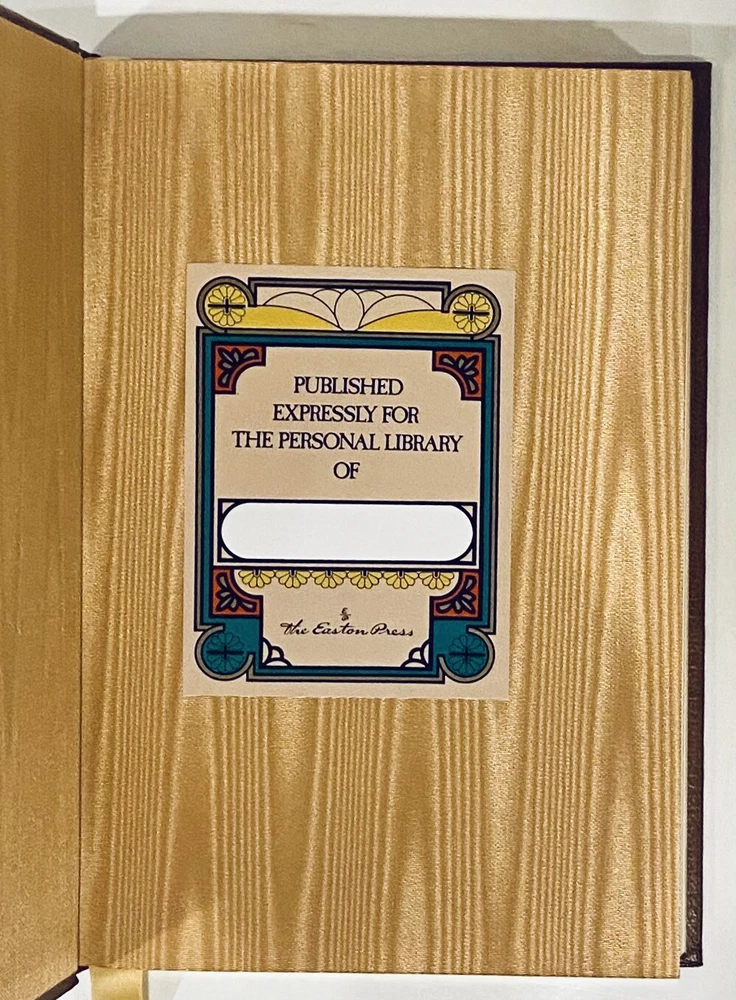 PUBLISHED
EXPRESSLY FOR
THE PERSONAL LIBRARY
OF
The Easton Press